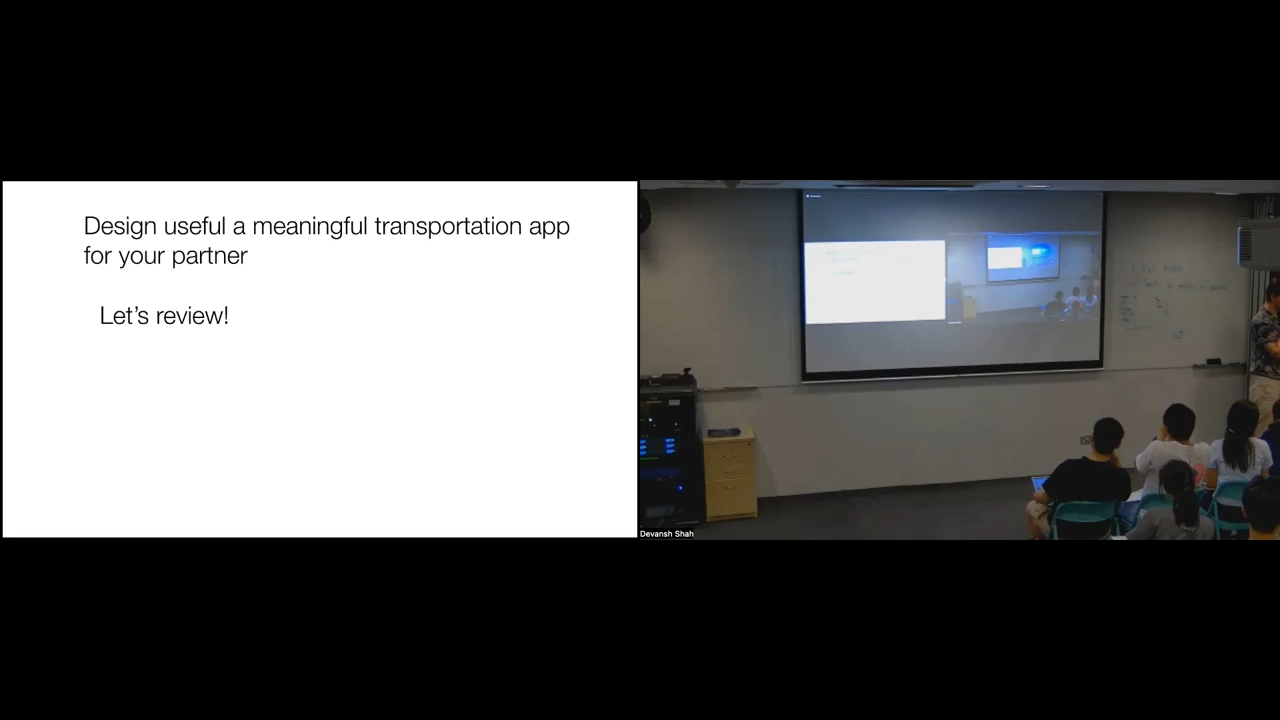 Design useful a meaningful transportation app
for your partner
Let's review!
Devansh Shah